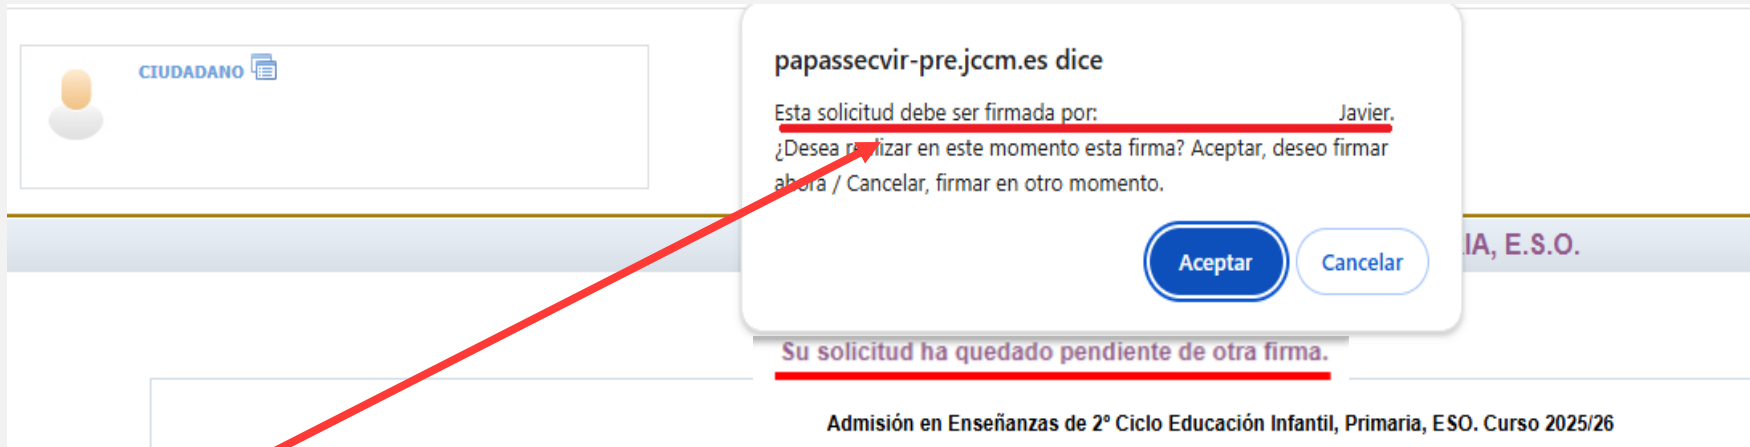 CIUDADANO
papassecvir-pre.jccm.es dice
Esta solicitud debe ser firmada por: Javier.
¿Desea realizar en este momento esta firma? Aceptar, deseo firmar
ahora / Cancelar, firmar en otro momento.
Aceptar
Cancelar
IA, E.S.O.
Su solicitud ha quedado pendiente de otra firma.
Admisión en Enseñanzas de 2º Ciclo Educación Infantil, Primaria, ESO. Curso 2025/26